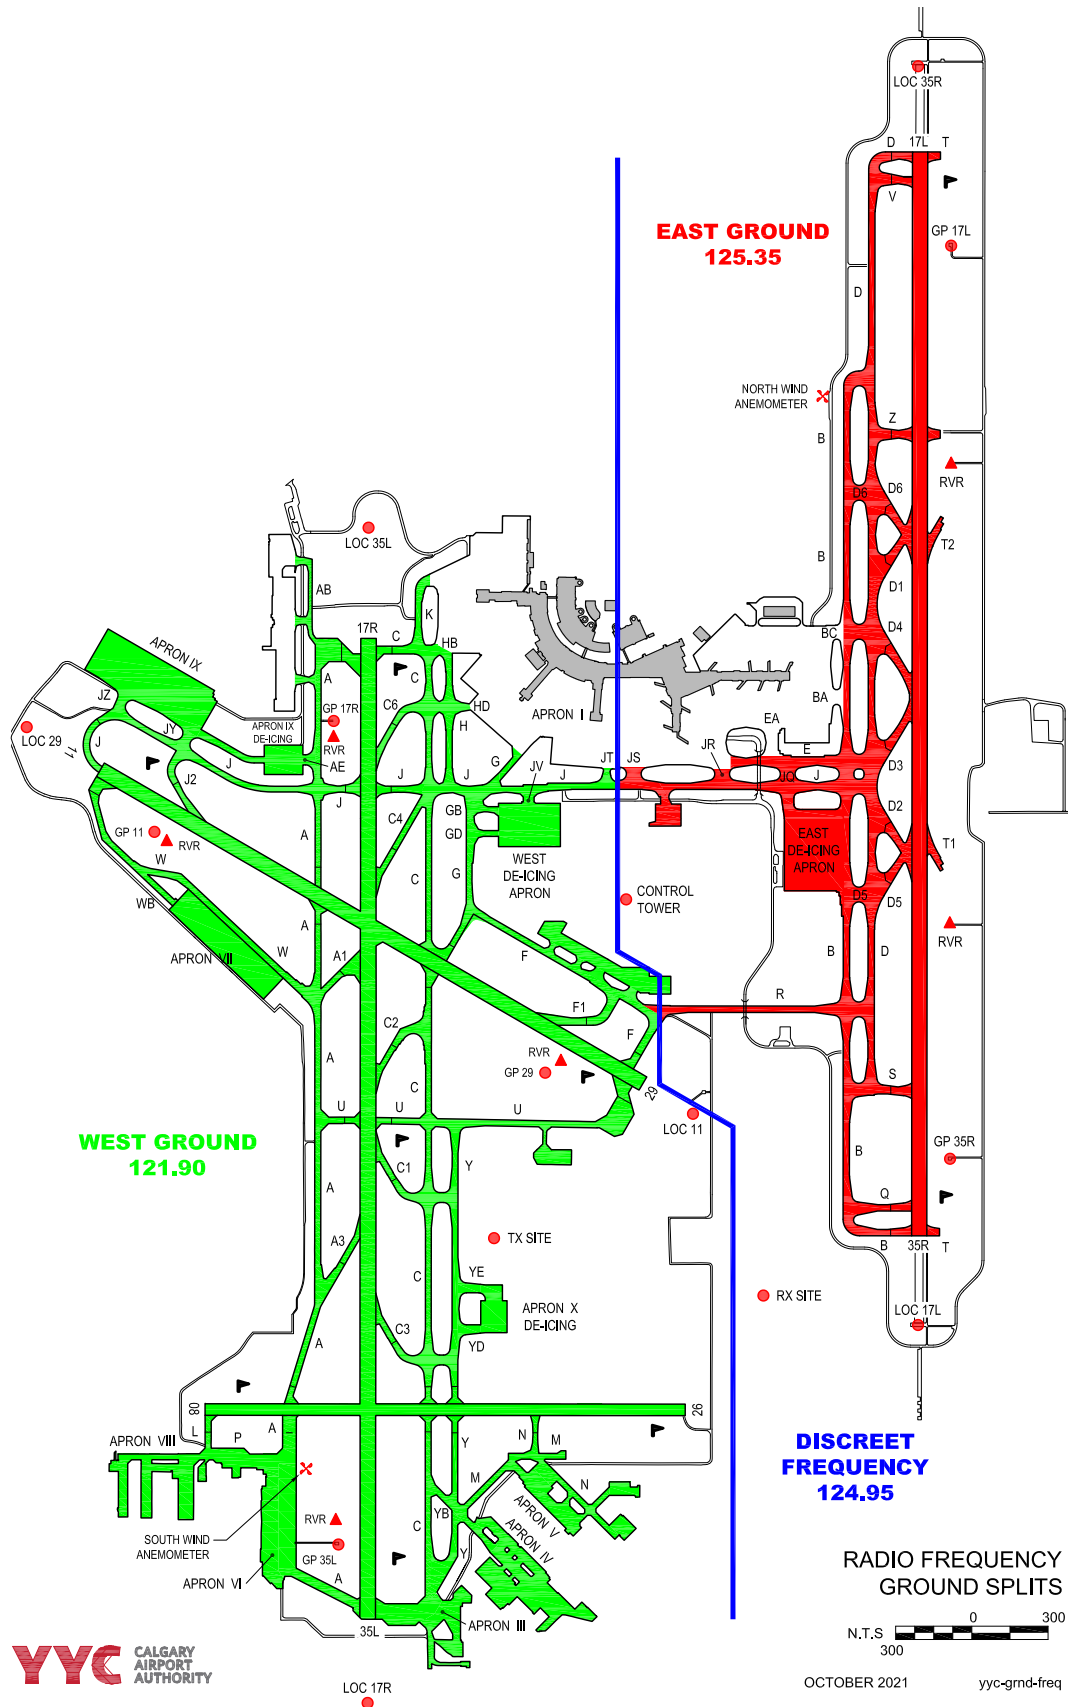 LOC 35R
D 17L T
V
EAST GROUND
125.35
GP 17L
D
NORTH WIND
ANEMOMETER
Z
B
RVR
D6 D6
LOC 35L
T2
B
AB
D1
K
17R
C
D4
BC
HB
APRON IX
A
C
BA
JZ
C6
HD
GP 17R
APRON I
EA
LOC 29
11
J
JY
APRON IX
DE-ICING
H
RVR
AE
E
JR
JT JS
G
JV
D3
J
J2
J
J
J
J
JQ
J
D2
GB
C4
GP 11
RVR
A
GD
EAST
DE-ICING
APRON
T1
W
WEST
DE-ICING
APRON
C
G
CONTROL
TOWER
WB
D5 D5
A
RVR
W
A1
F
B
D
APRON VII
R
F1
C2
F
RVR
GP 29
A
C
29
S
U
U
U
LOC 11
WEST GROUND
121.90
GP 35R
C1
Y
B
A
Q
A3
TX SITE
B 35R T
C
YE
RX SITE
APRON X
DE-ICING
LOC 17L
C3
A
YD
08
26
L
A
P
APRON VIII
Y
N
M
DISCREET
FREQUENCY
124.95
M
N
APRON V
APRON IV
YB
RVR
C
SOUTH WIND
ANEMOMETER
GP 35L
Y
APRON VI
A
RADIO FREQUENCY
GROUND SPLITS
APRON III
35L
0 300
N.T.S
300
YYC CALGARY
AIRPORT
AUTHORITY
OCTOBER 2021 yyc-grnd-freq
LOC 17R